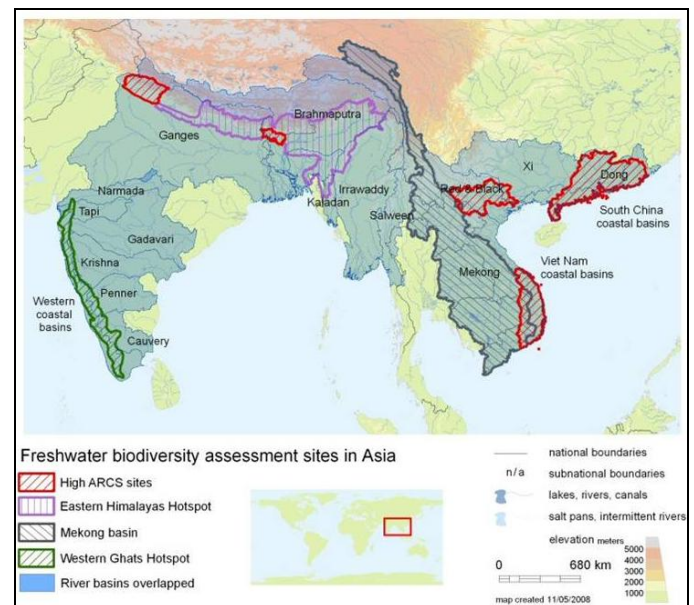 Brahmaputra
Ganges
Xi
Dong
Narmada
Irrawaddy
Red & Black
Kaladan
Tapi
Salween
South China
coastal basins
Gadavari
Krishna
Viet Nam
coastal basins
Mekong
Penner
Western
coastal
basins
Cauvery
Freshwater biodiversity assessment sites in Asia
High ARCS sites
Eastern Himalayas Hotspot
Mekong basin
Western Ghats Hotspot
River basins overlapped
national boundaries
n/a subnational boundaries
lakes, rivers, canals
salt pans, intermittent rivers
elevation meters
5000
4000
3000
2000
1000
0 680 km
map created 11/05/2008